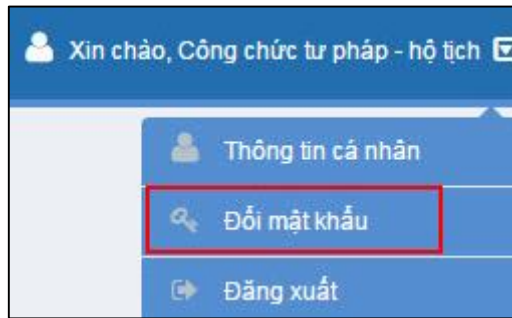 Xin chào, Công chức tư pháp - hộ tịch
Thông tin cá nhân
Đổi mật khẩu
Đăng xuất